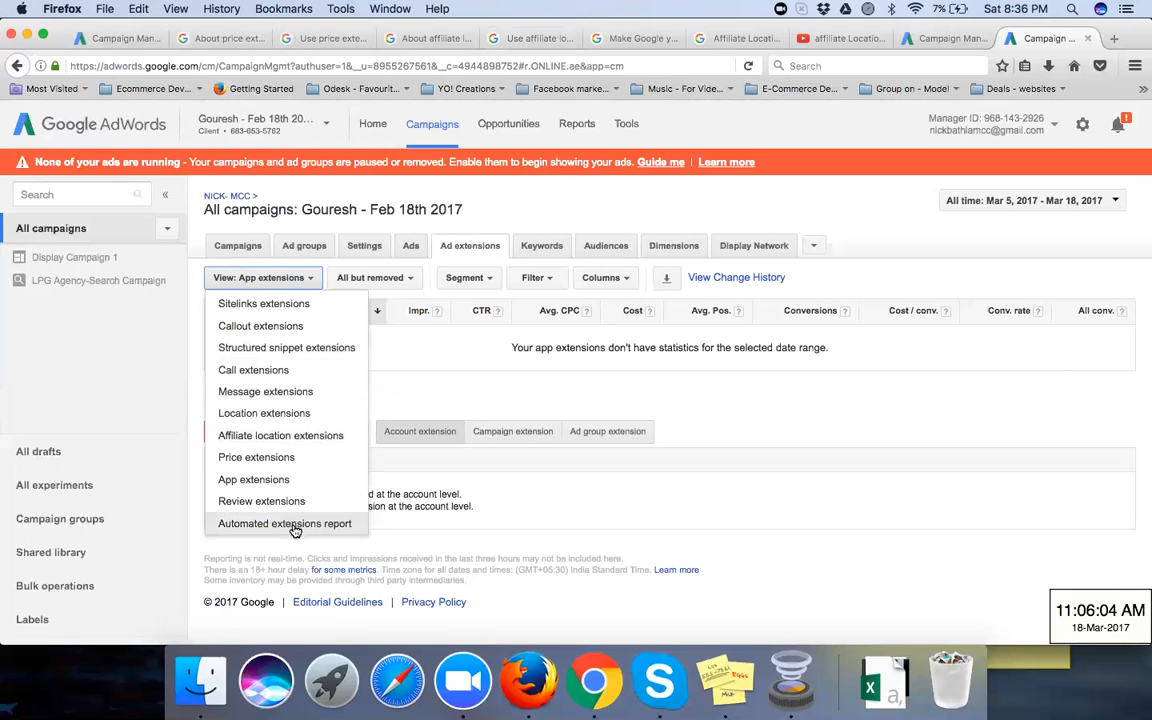 Firefox File Edit View History Bookmarks Tools Window Help 7% Sat 8:36 PM
Campaign Man... About price ext... Use price exte... About affiliate l... Use affiliate lo... Make Google y... Affiliate Locati... affiliate Locatio... Campaign Man... Campaign ...
https://adwords.google.com/cm/CampaignMgmt?authuser=1&__u=8955267561&__c=4944898752#r.ONLINE.ae&app=cm Search
Most Visited Ecommerce Dev... Getting Started Odesk - Favourit... YO! Creations Facebook marke... Music - For Vide... E-Commerce De... Group on - Model Deals - websites
Google AdWords
Gouresh - Feb 18th 20...
Client • 683-653-5762
Home Campaigns Opportunities Reports Tools
Manager ID: 968-143-2926
nickbathlamcc@gmail.com
None of your ads are running - Your campaigns and ad groups are paused or removed. Enable them to begin showing your ads. Guide me | Learn more
Search «
All campaigns
Display Campaign 1
LPG Agency-Search Campaign
All drafts
All experiments
Campaign groups
Shared library
Bulk operations
Labels
NICK- MCC >
All campaigns: Gouresh - Feb 18th 2017
All time: Mar 5, 2017 - Mar 18, 2017
Campaigns Ad groups Settings Ads Ad extensions Keywords Audiences Dimensions Display Network
View: App extensions All but removed Segment Filter Columns View Change History
Impr. ? CTR ? Avg. CPC ? Cost ? Avg. Pos. ? Conversions ? Cost / conv. ? Conv. rate ? All conv. ?
Your app extensions don't have statistics for the selected date range.
Sitelinks extensions
Callout extensions
Structured snippet extensions
Call extensions
Message extensions
Location extensions
Affiliate location extensions
Price extensions
App extensions
Review extensions
Automated extensions report
Account extension Campaign extension Ad group extension
d at the account level.
sion at the account level.
Reporting is not real-time. Clicks and impressions received in the last three hours may not be included here.
There is an 18+ hour delay for some metrics. Time zone for all dates and times: (GMT+05:30) India Standard Time. Learn more
Some inventory may be provided through third party intermediaries.
© 2017 Google | Editorial Guidelines | Privacy Policy
11:06:04 AM
18-Mar-2017
EGGS
MILK
X a,